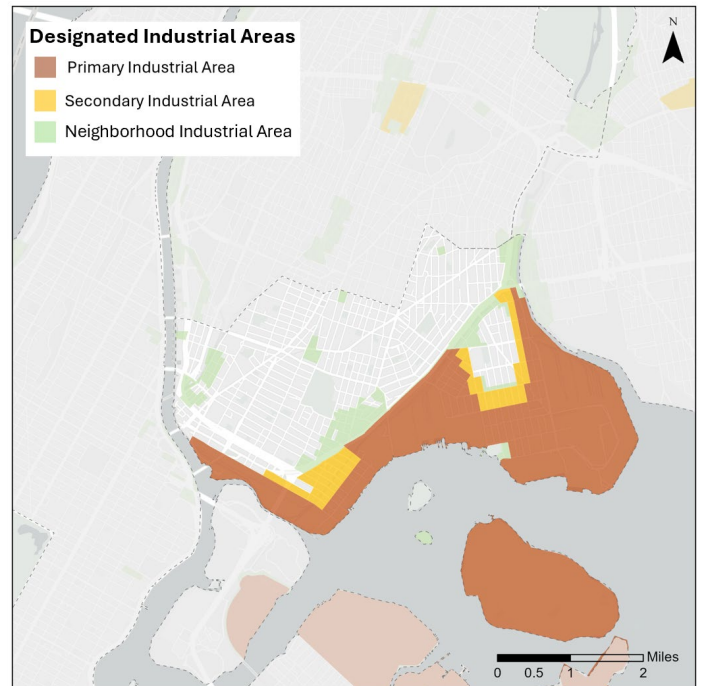 Designated Industrial Areas
Primary Industrial Area
Secondary Industrial Area
Neighborhood Industrial Area
N
Miles
0 0.5 1 2